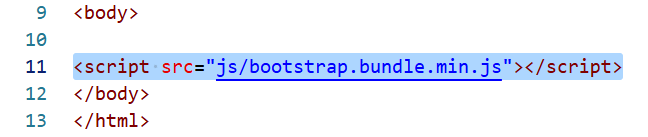 9 <body>
10
11 <script src="js/bootstrap.bundle.min.js"></script>
12 </body>
13 </html>